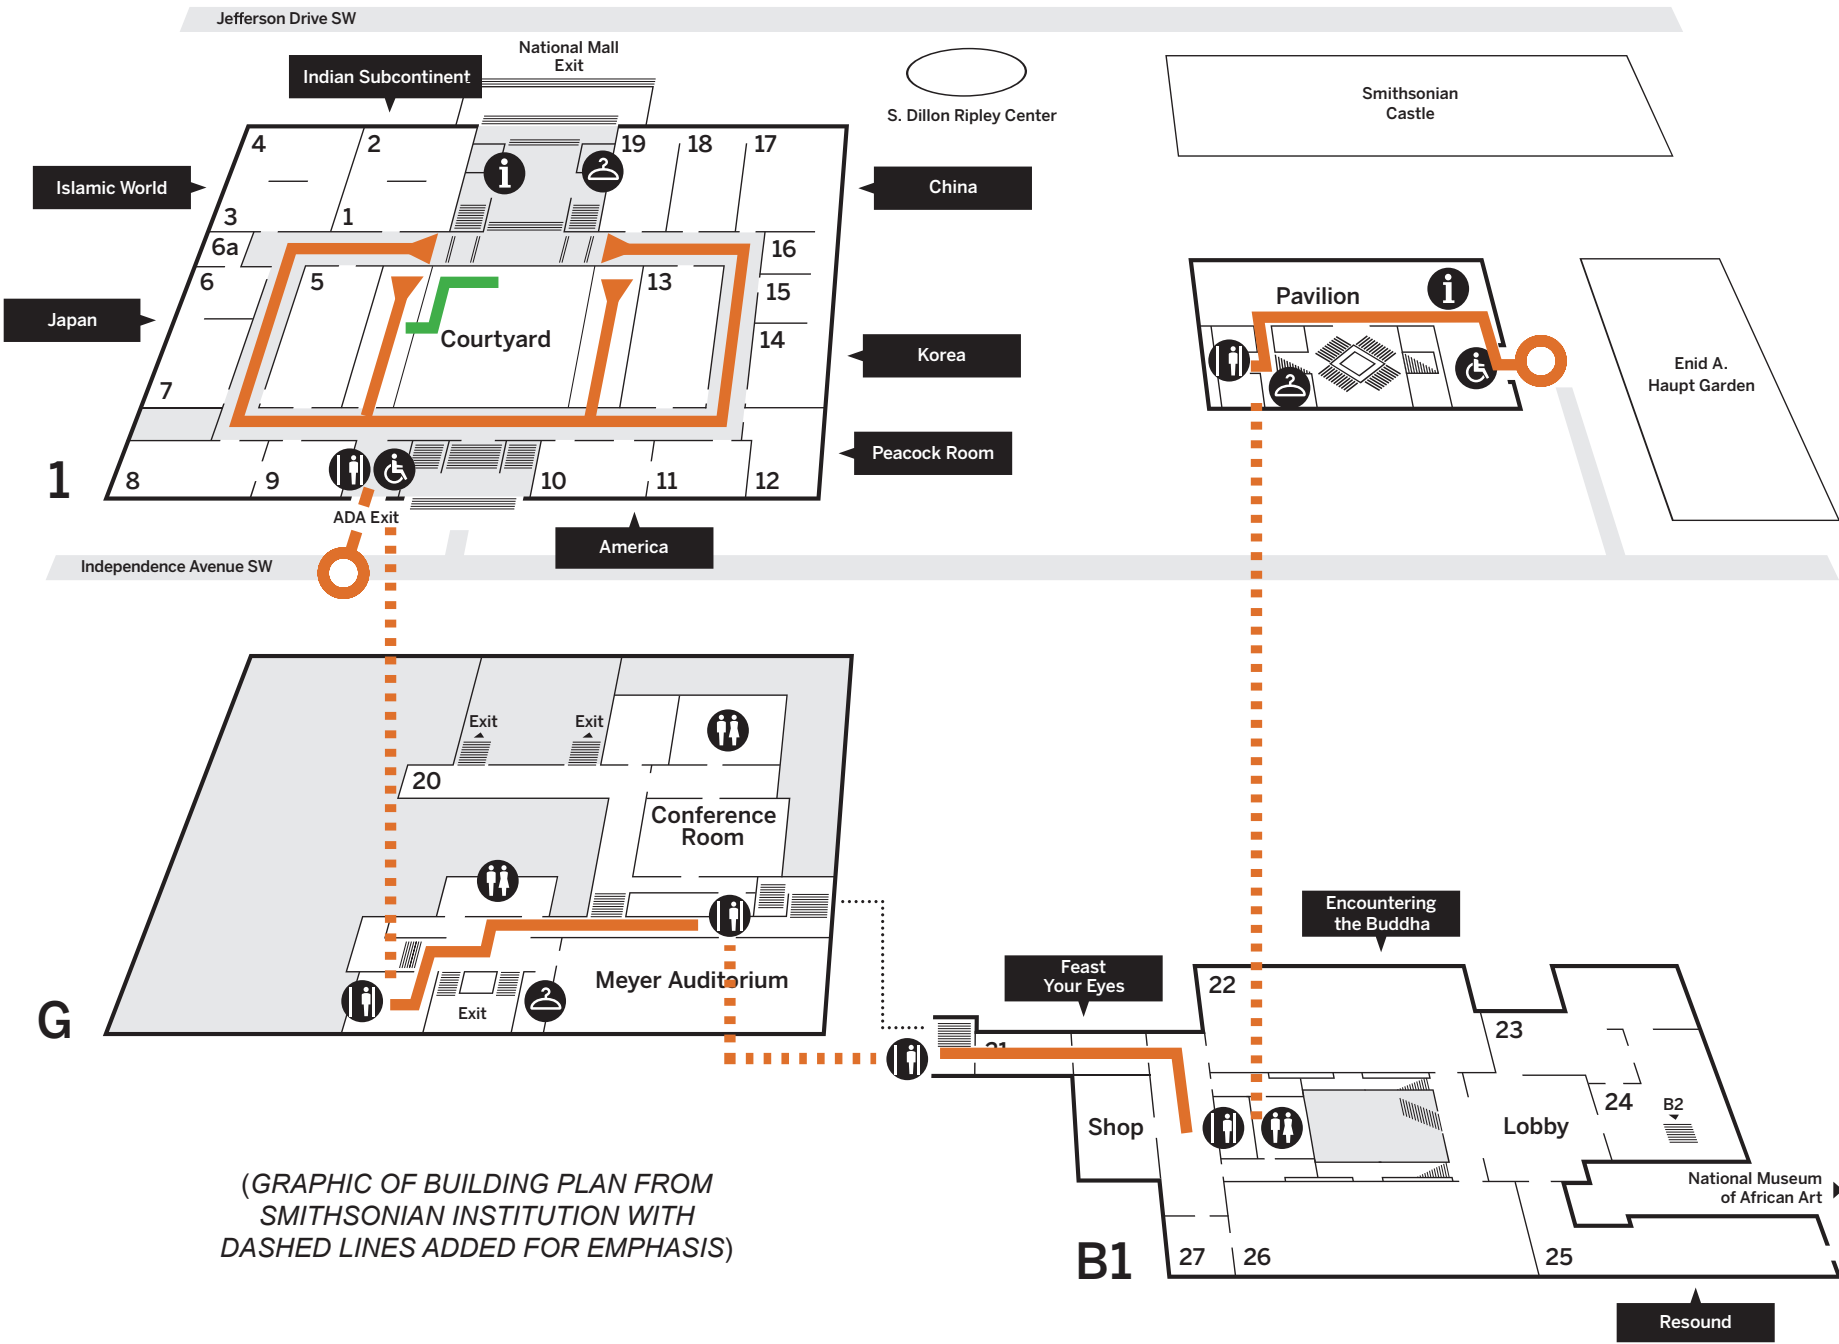 Jefferson Drive SW
National Mall
Exit
Indian Subcontinent
S. Dillon Ripley Center
Smithsonian
Castle
4
2
19
18
17
Islamic World
China
3
1
6a
16
6
5
13
15
Pavilion
Japan
Courtyard
14
Korea
Enid A.
Haupt Garden
7
Peacock Room
1
8
9
10
11
12
ADA Exit
America
Independence Avenue SW
Exit
Exit
20
Conference
Room
Meyer Auditorium
Exit
G
Encountering
the Buddha
Feast
Your Eyes
22
23
21
24
B2
Shop
Lobby
National Museum
of African Art
(GRAPHIC OF BUILDING PLAN FROM
SMITHSONIAN INSTITUTION WITH
DASHED LINES ADDED FOR EMPHASIS)
B1
27
26
25
Resound